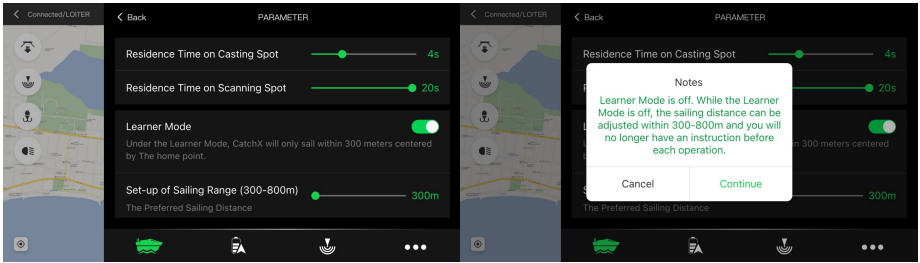 Connected/LOITER
Back
PARAMETER
Residence Time on Casting Spot
4s
Residence Time on Scanning Spot
20s
Learner Mode
Under the Learner Mode, CatchX will only sail within 300 meters centered
by The home point.
Set-up of Sailing Range (300-800m)
300m
The Preferred Sailing Distance
Connected/LOITER
Back
PARAMETER
Residence Time on Casting Spot
4s
20s
Notes
Learner Mode is off. While the Learner
Mode is off, the sailing distance can be
adjusted within 300-800m and you will
no longer have an instruction before
each operation.
Cancel
Continue
in 300 meters centered
300m
The Preferred Sailing Distance